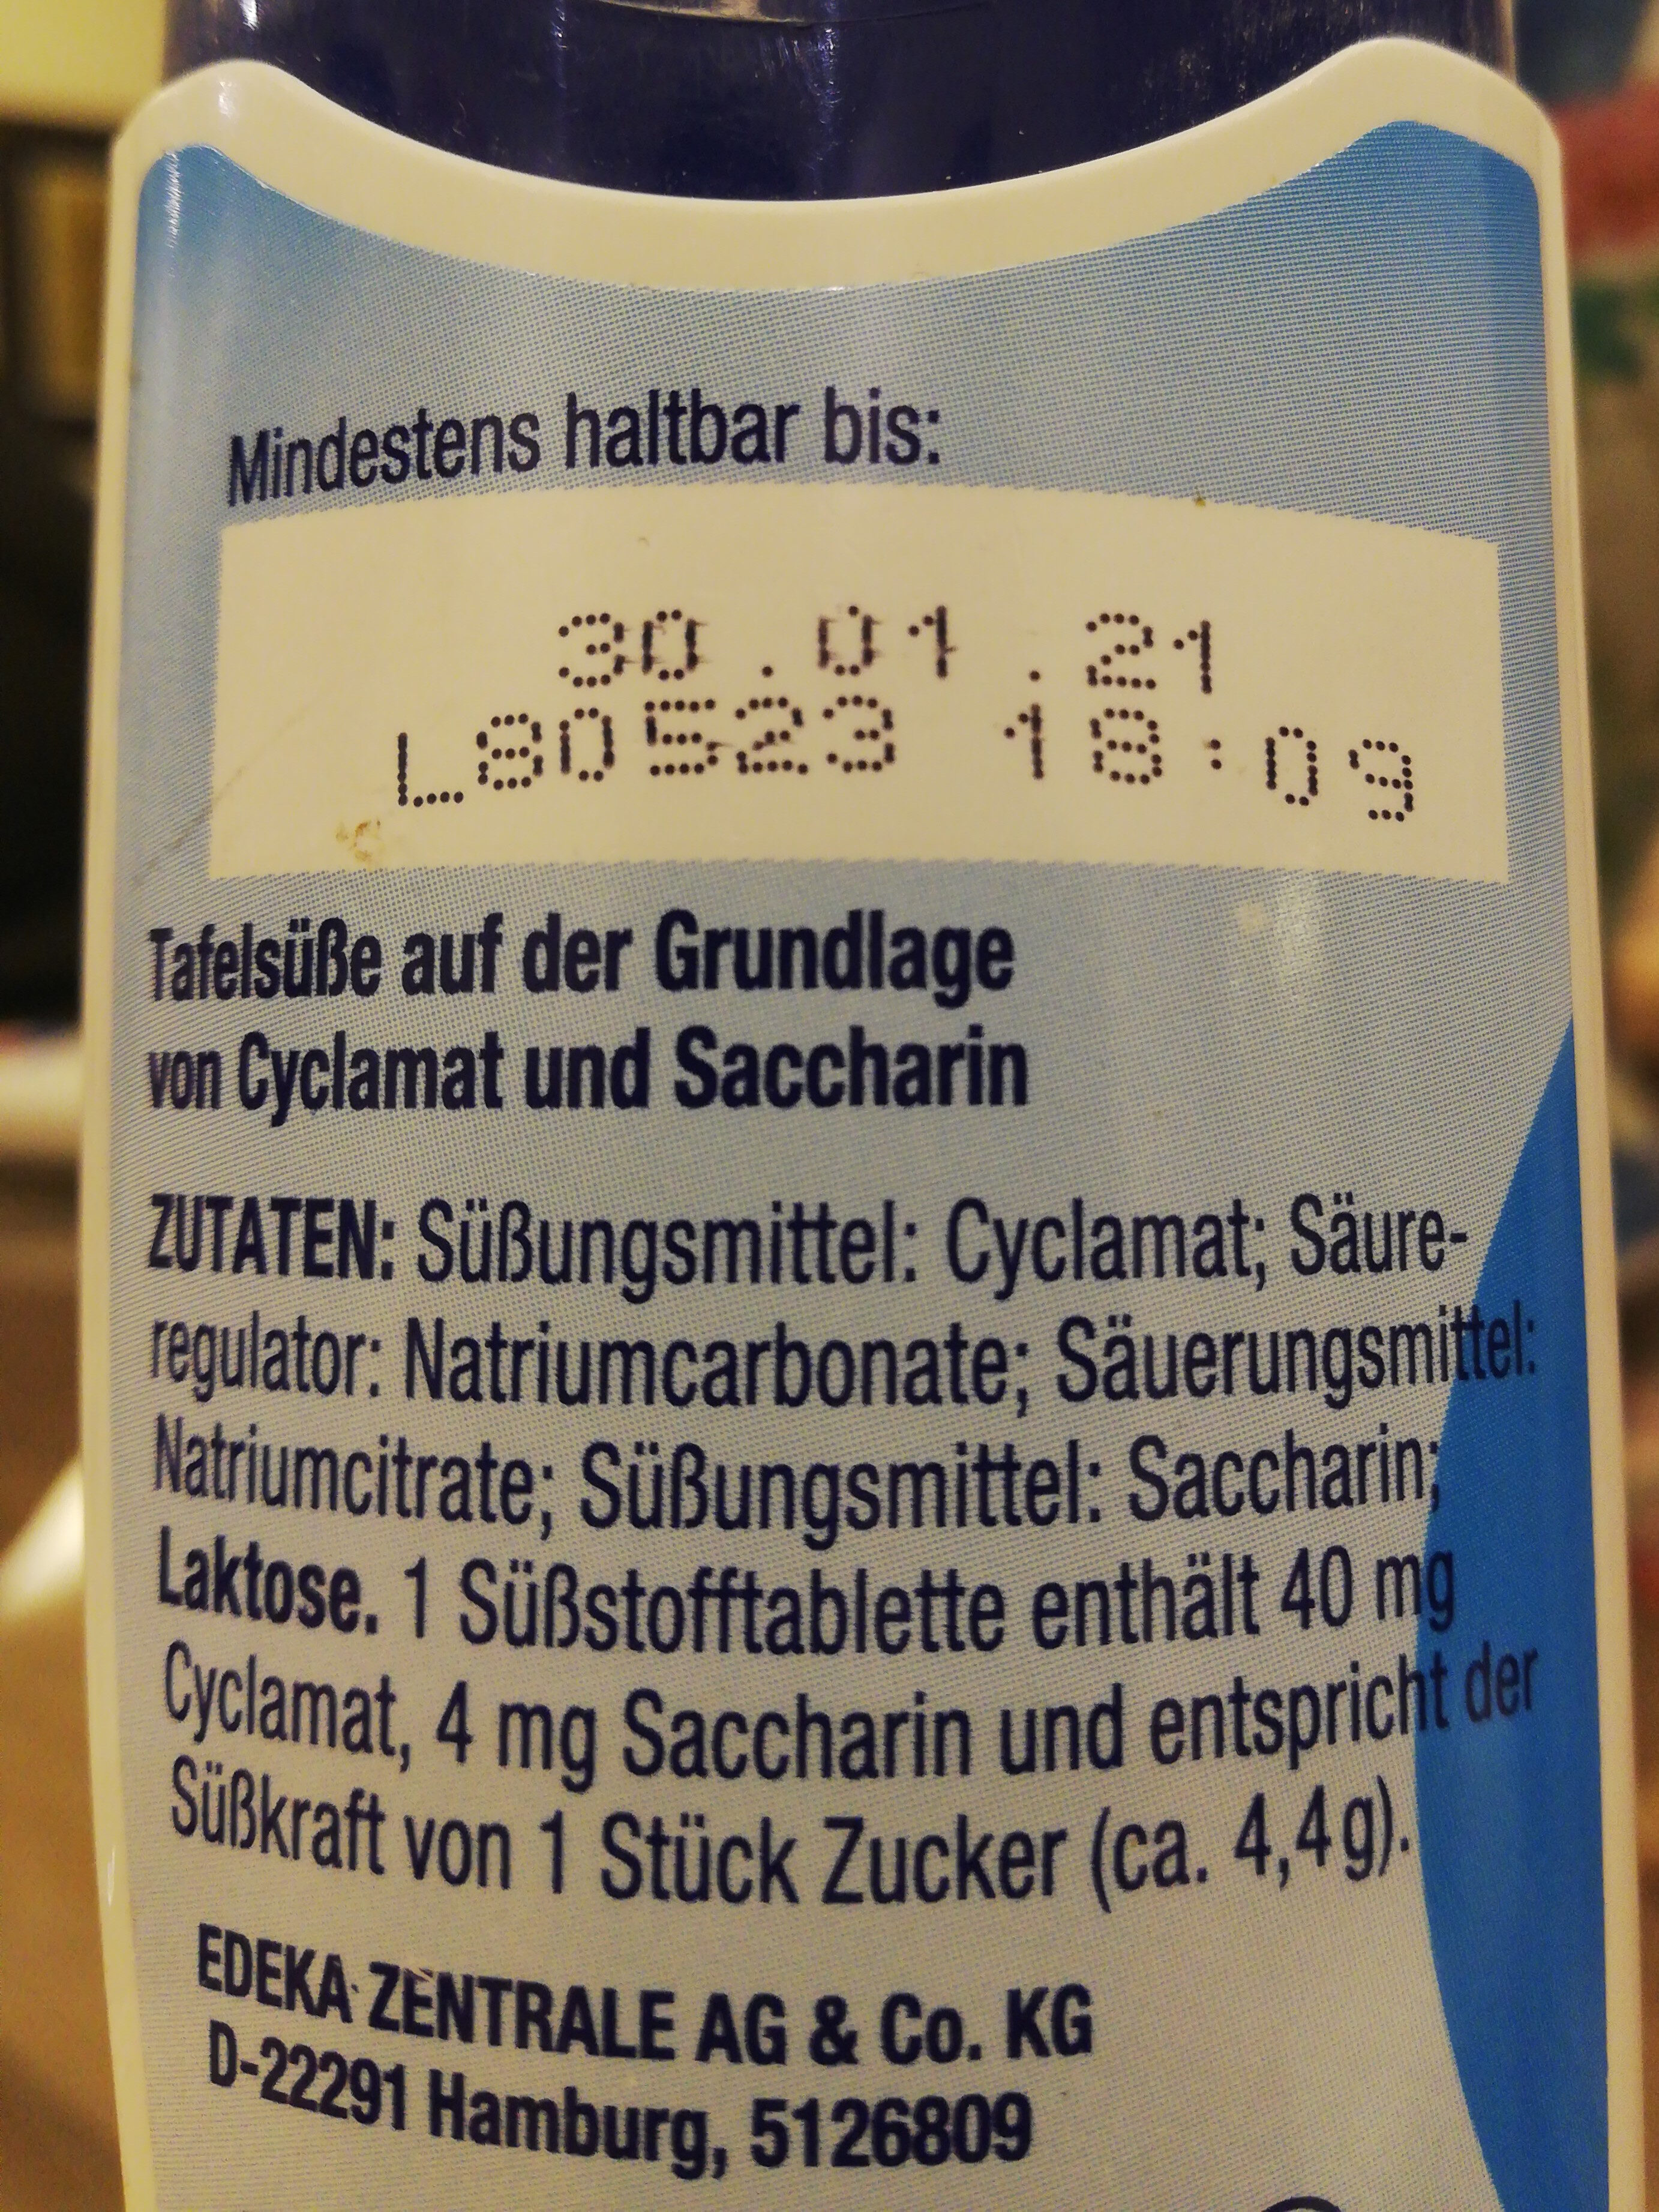 Mindestens haltbar bis:
30.01.21
L80523 18:09
Tafelsüße auf der Grundlage
von Cyclamat und Saccharin
ZUTATEN: Süßungsmittel: Cyclamat; Säure-
regulator: Natriumcarbonate; Säuerungsmittel:
Natriumcitrate; Süßungsmittel: Saccharin;
Laktose. 1 Süßstofftablette enthält 40 mg
Cyclamat, 4 mg Saccharin und entspricht der
Süßkraft von 1 Stück Zucker (ca. 4,4g).
EDEKA ZENTRALE AG & Co. KG
D-22291 Hamburg, 5126809